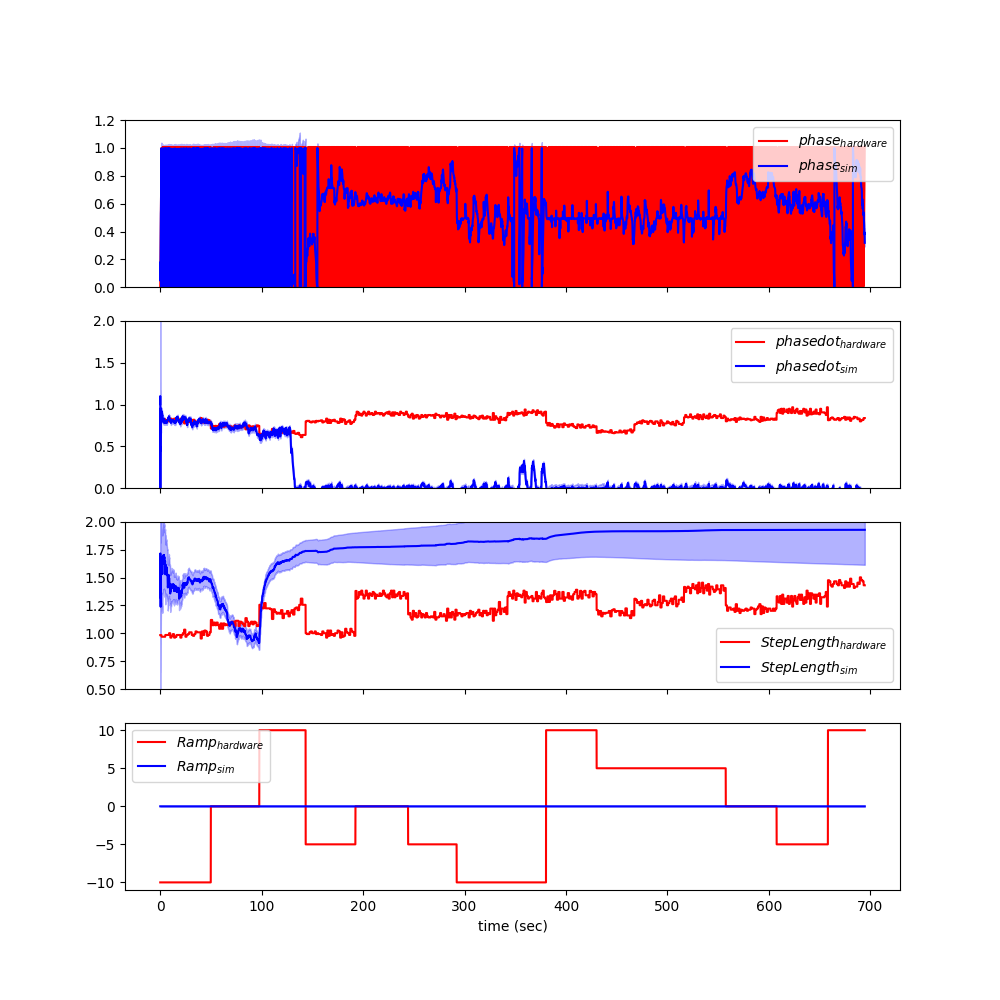 1.2
1.0
0.8
0.6
0.4
0.2
0.0
phase_hardware
phase_sim
2.0
1.5
1.0
0.5
0.0
phasedot_hardware
phasedot_sim
2.00
1.75
1.50
1.25
1.00
0.75
0.50
StepLength_hardware
StepLength_sim
10
5
0
−5
−10
Ramp_hardware
Ramp_sim
0 100 200 300 400 500 600 700
time (sec)